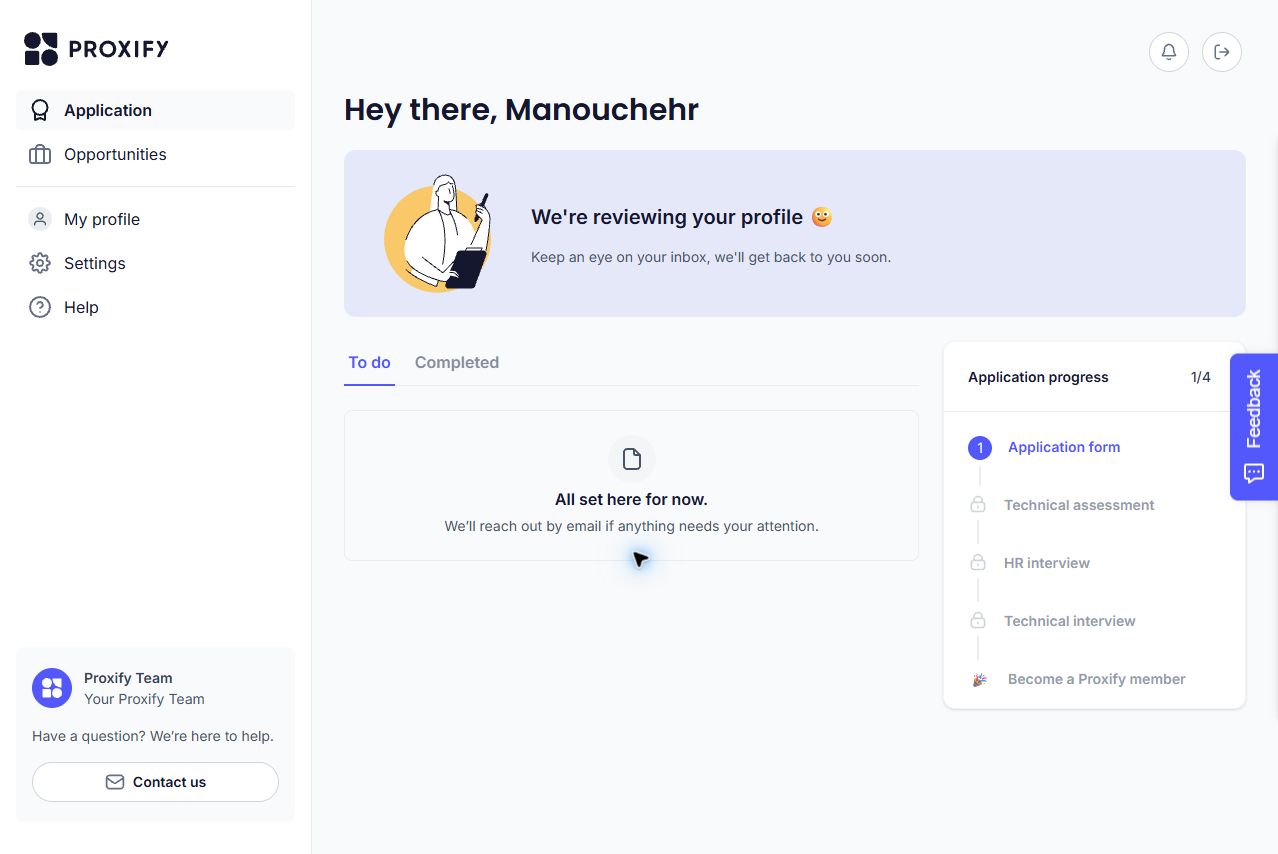 PROXIFY
Application
Opportunities
My profile
Settings
Help
Proxify Team
Your Proxify Team
Have a question? We’re here to help.
Contact us
Hey there, Manouchehr
We're reviewing your profile
Keep an eye on your inbox, we'll get back to you soon.
To do
Completed
All set here for now.
We’ll reach out by email if anything needs your attention.
Application progress
1/4
1
Application form
Technical assessment
HR interview
Technical interview
Become a Proxify member
Feedback